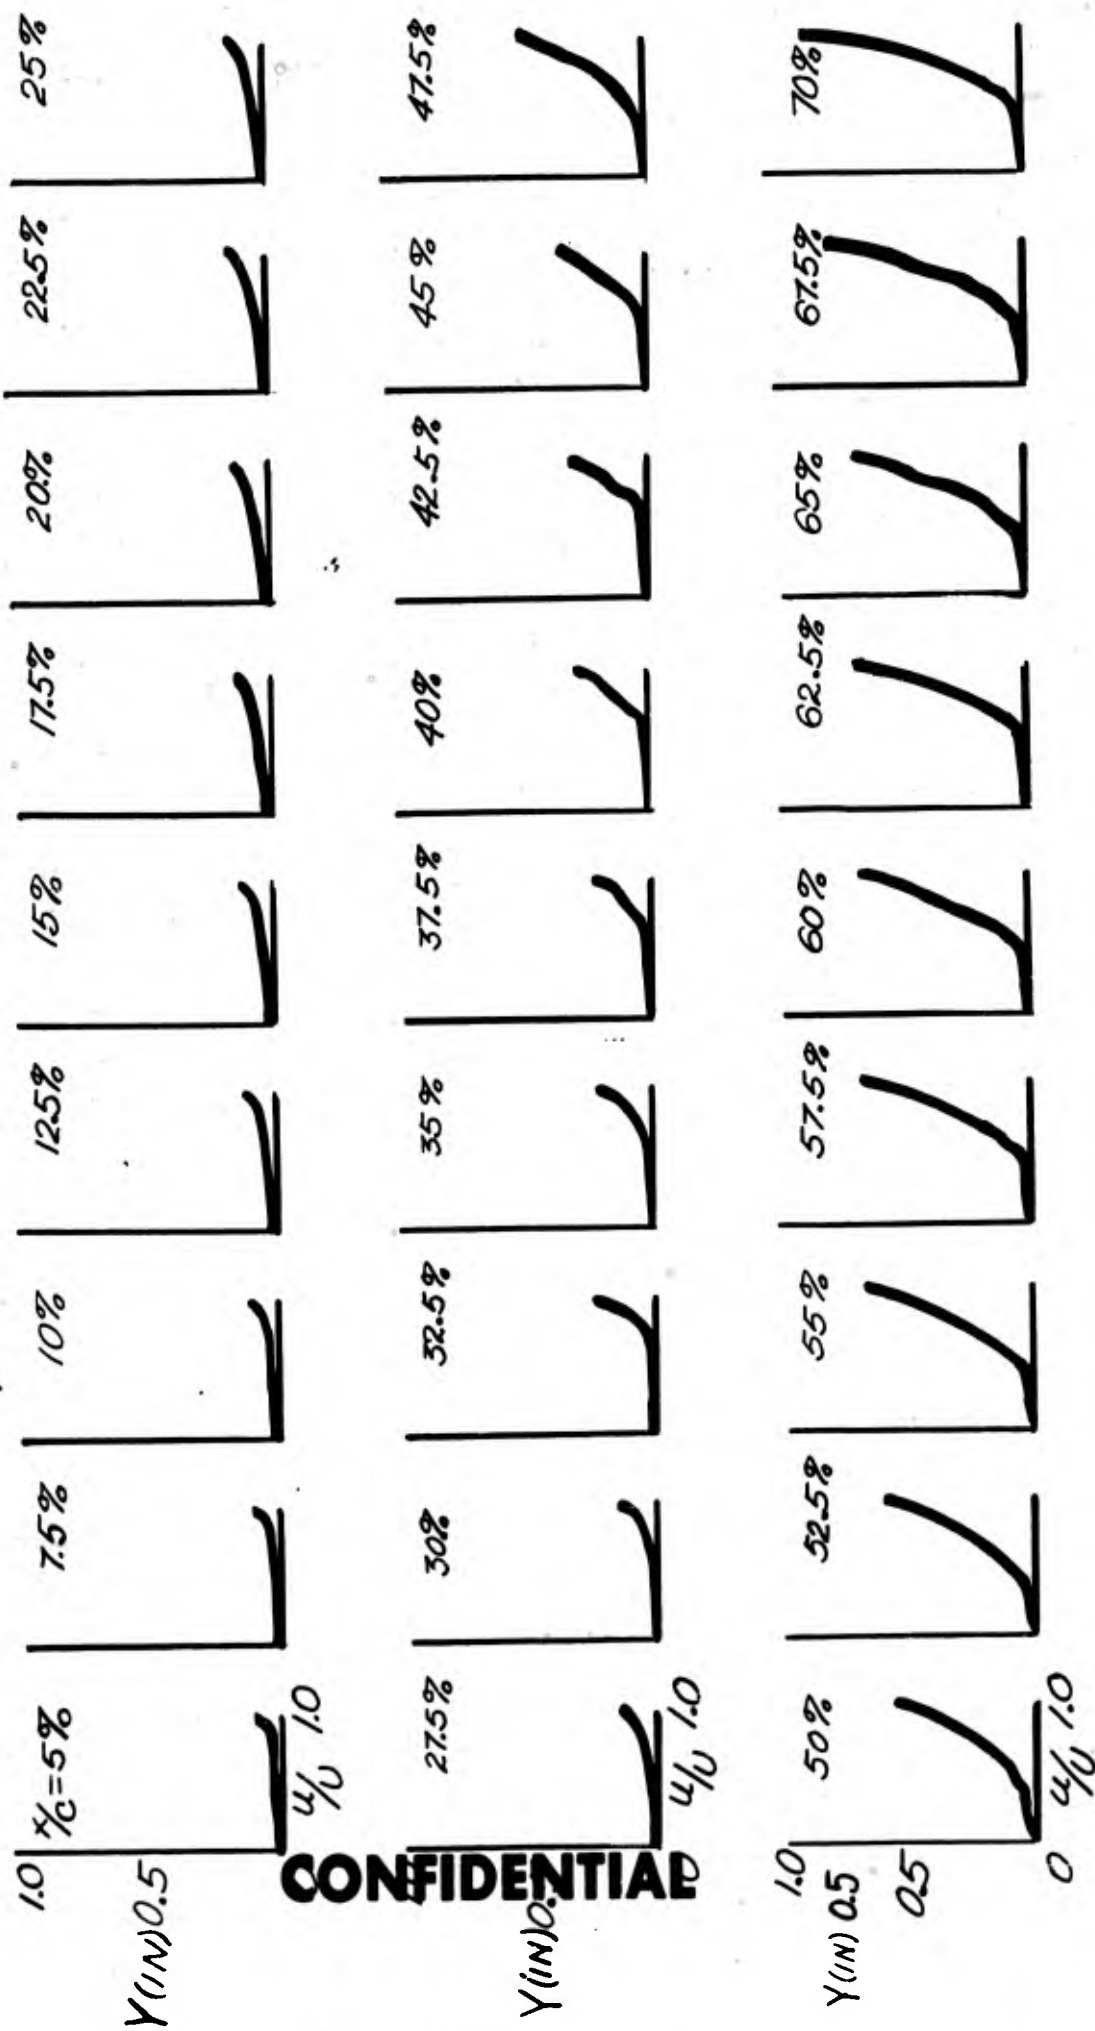 x/c=5% 7.5% 10% 12.5% 15% 17.5% 20% 22.5% 25%
1.0
Y(IN) 0.5
u/U 1.0
27.5% 30% 32.5% 35% 37.5% 40% 42.5% 45% 47.5%
Y(IN)
u/U 1.0
CONFIDENTIAL
50% 52.5% 55% 57.5% 60% 62.5% 65% 67.5% 70%
1.0
Y(IN) 0.5
0.5
0 u/U 1.0